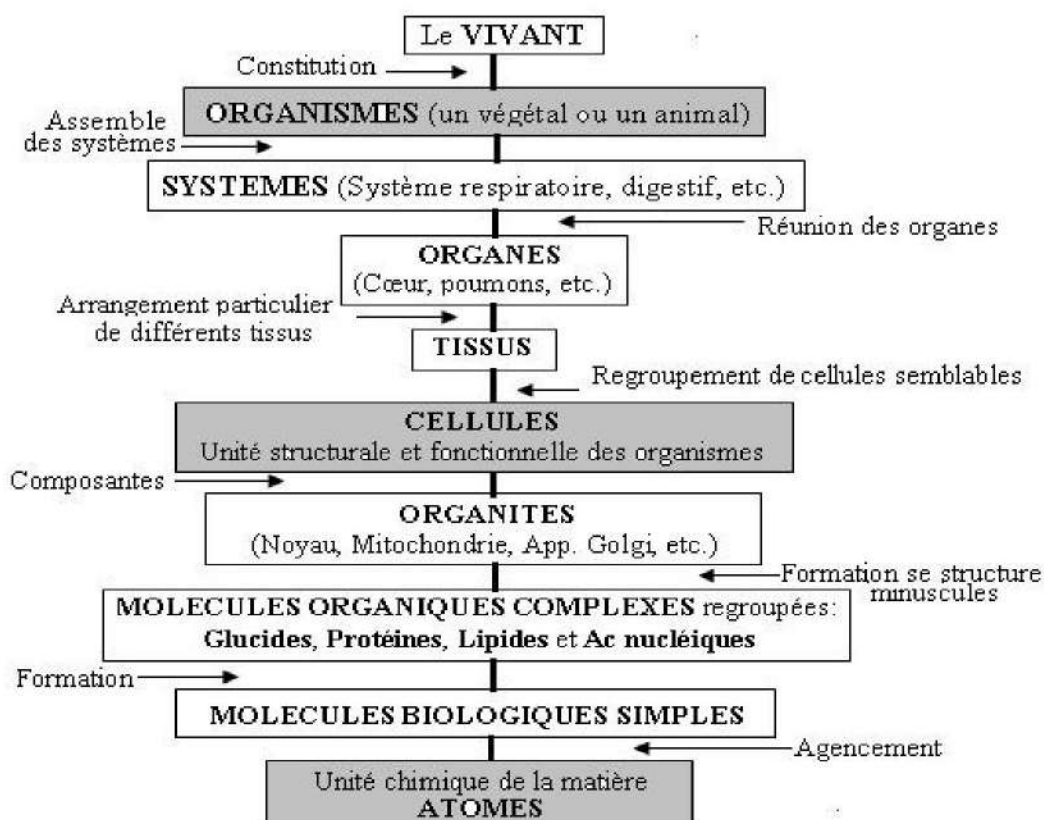 Le VIVANT
Constitution
ORGANISMES (un végétal ou un animal)
Assemble
des systèmes
SYSTEMES (Système respiratoire, digestif, etc.)
Réunion des organes
ORGANES
(Cœur, poumons, etc.)
Arrangement particulier
de différents tissus
TISSUS
Regroupement de cellules semblables
CELLULES
Unité structurale et fonctionnelle des organismes
Composantes
ORGANITES
(Noyau, Mitochondrie, App. Golgi, etc.)
Formation se structure
minuscules
MOLECULES ORGANIQUES COMPLEXES regroupées:
Glucides, Protéines, Lipides et Ac nucléiques
Formation
MOLECULES BIOLOGIQUES SIMPLES
Agencement
Unité chimique de la matière
ATOMES